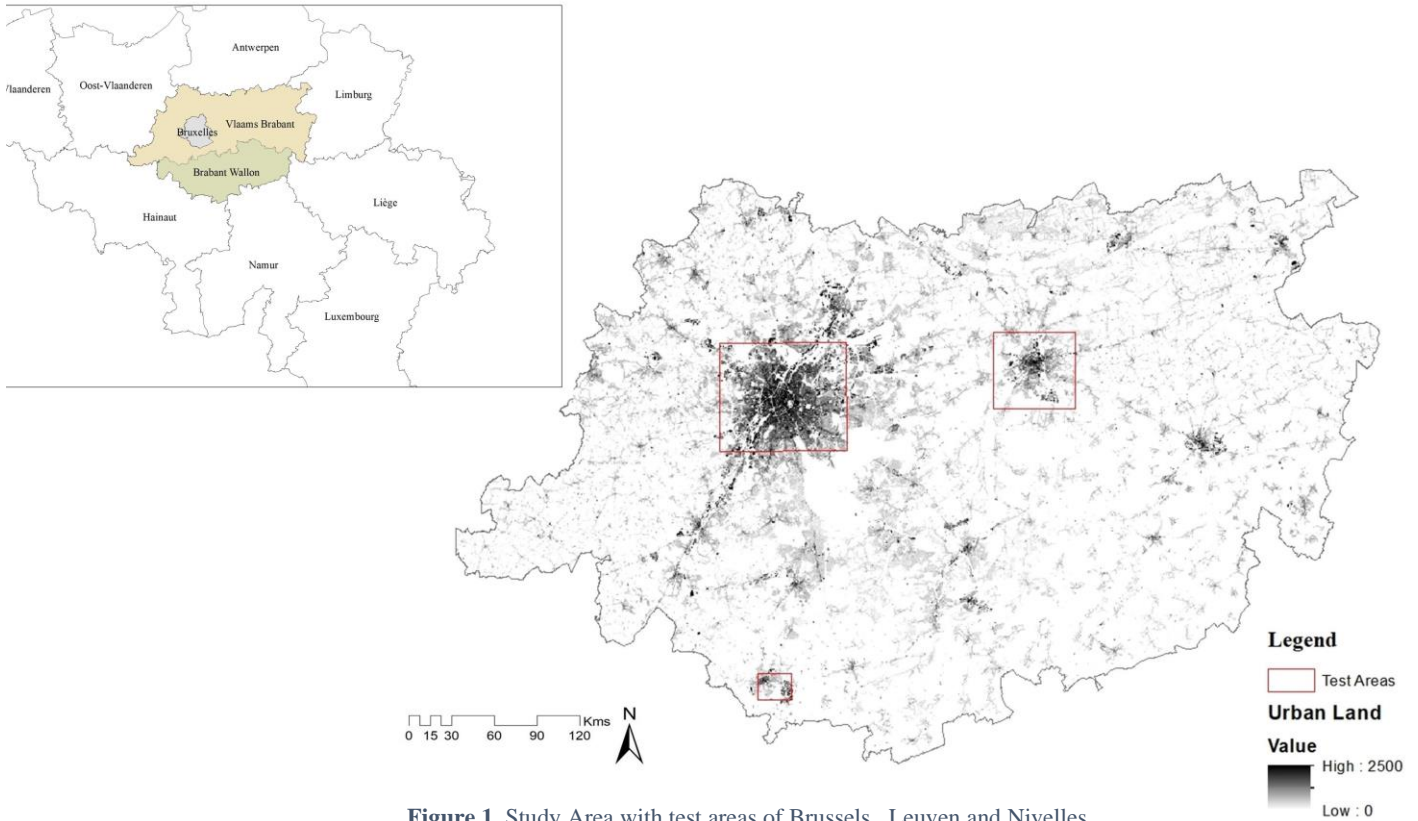 Antwerpen
Vlaanderen
Oost-Vlaanderen
Limburg
Bruxelles
Vlaams Brabant
Brabant Wallon
Liége
Hainaut
Namur
Luxembourg
Legend
Test Areas
Urban Land
Value
High : 2500
Low : 0
Kms
0 15 30 60 90 120
N
Figure 1. Study Area with test areas of Brussels, Leuven and Nivelles